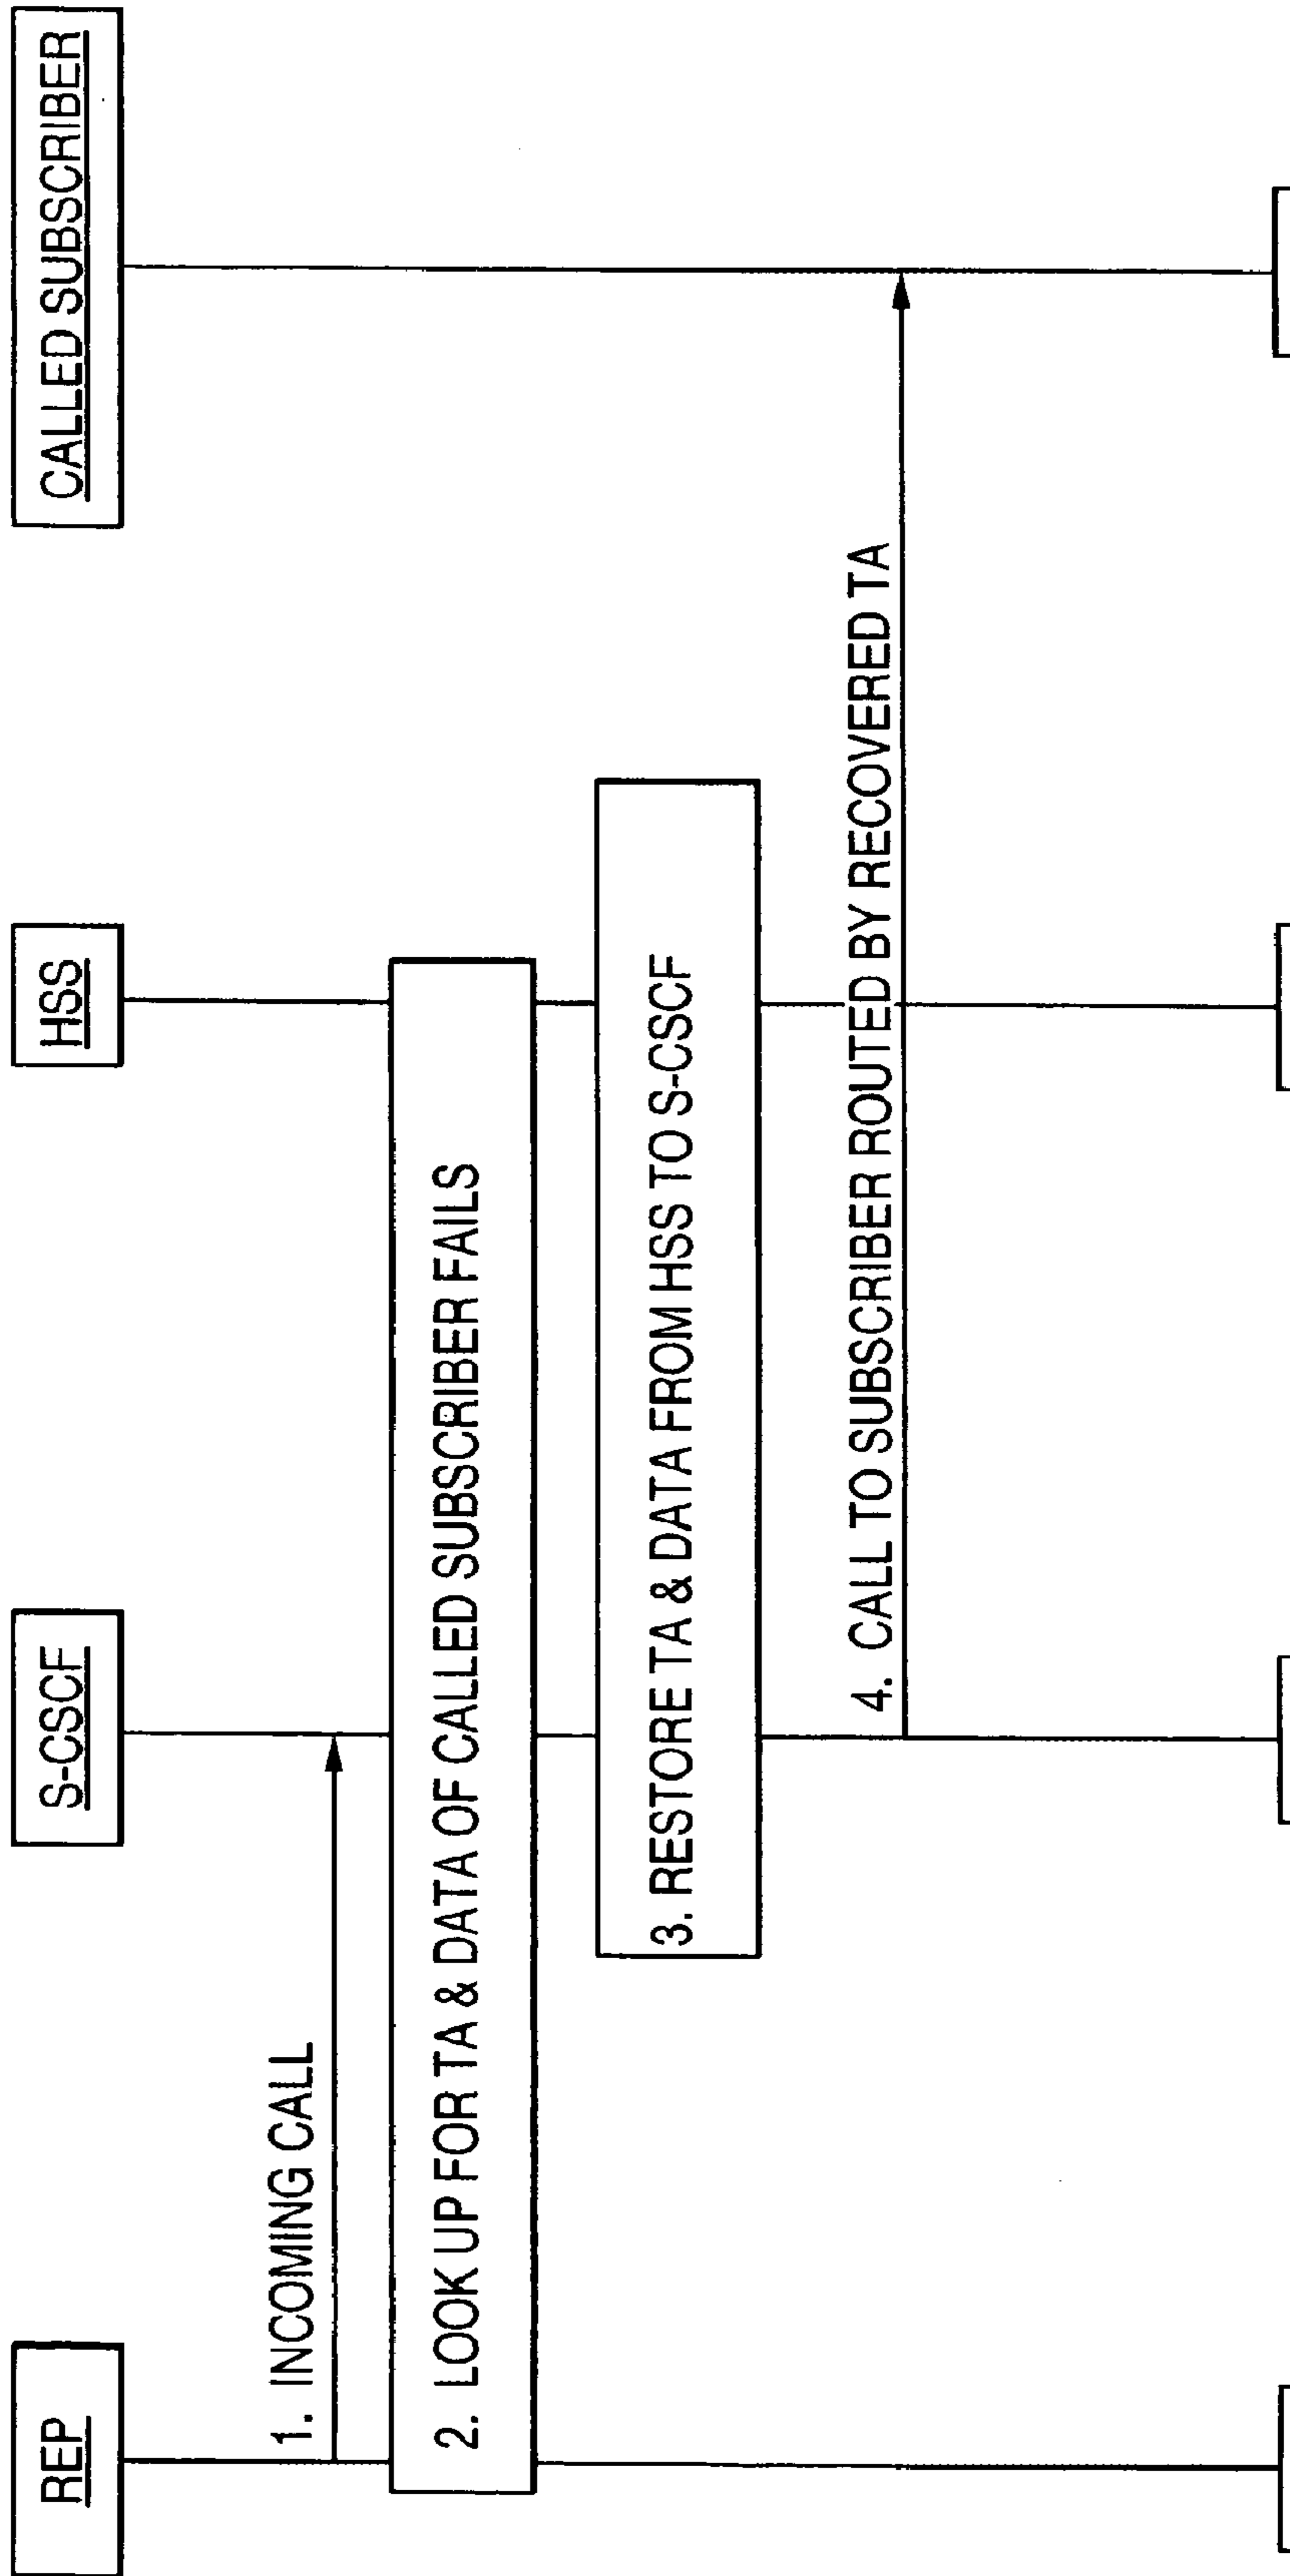 REP
S-CSCF
HSS
CALLED SUBSCRIBER
1. INCOMING CALL
2. LOOK UP FOR TA & DATA OF CALLED SUBSCRIBER FAILS
3. RESTORE TA & DATA FROM HSS TO S-CSCF
4. CALL TO SUBSCRIBER ROUTED BY RECOVERED TA